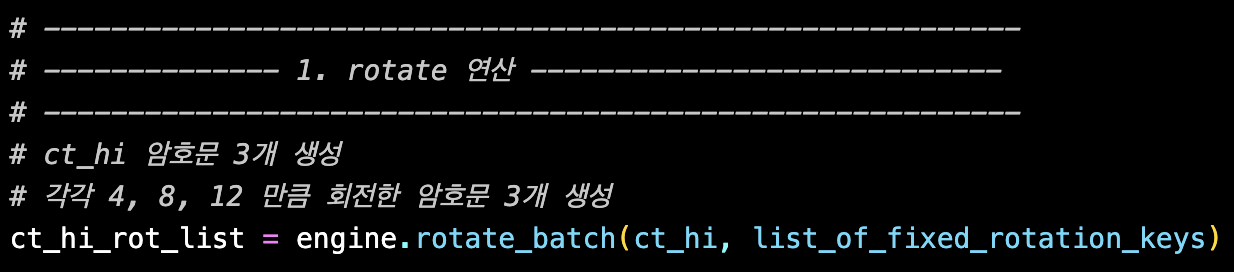 # ----------------------------------------------------------
# -------------- 1. rotate 연산 ----------------------------
# ----------------------------------------------------------
# ct_hi 암호문 3개 생성
# 각각 4, 8, 12 만큼 회전한 암호문 3개 생성
ct_hi_rot_list = engine.rotate_batch(ct_hi, list_of_fixed_rotation_keys)